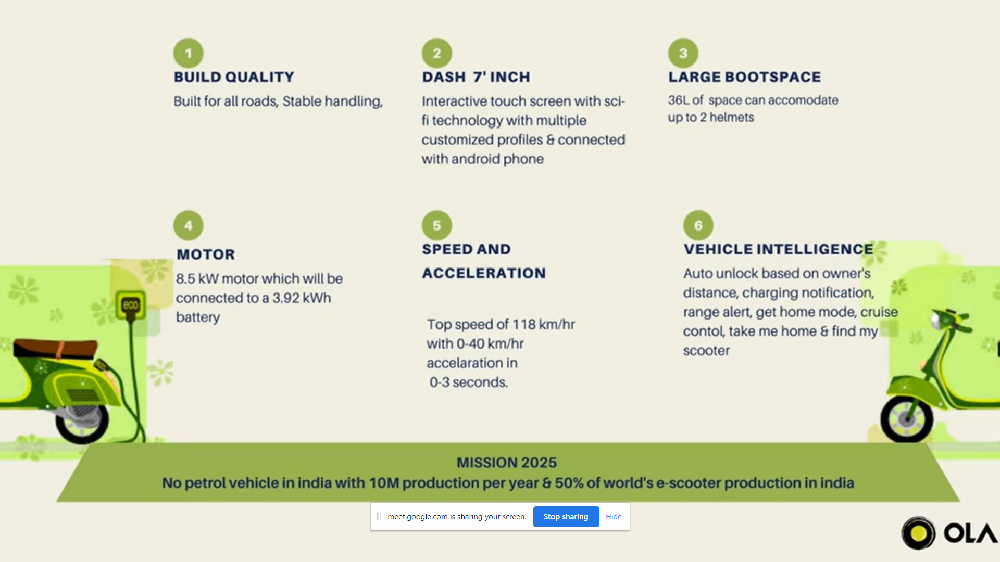 1
BUILD QUALITY
Built for all roads, Stable handling,
2
DASH 7' INCH
Interactive touch screen with sci-
fi technology with multiple
customized profiles & connected
with android phone
3
LARGE BOOTSPACE
36L of space can accomodate
up to 2 helmets
4
MOTOR
8.5 kW motor which will be
connected to a 3.92 kWh
battery
5
SPEED AND
ACCELERATION
Top speed of 118 km/hr
with 0-40 km/hr
accelaration in
0-3 seconds.
6
VEHICLE INTELLIGENCE
Auto unlock based on owner's
distance, charging notification,
range alert, get home mode, cruise
contol, take me home & find my
scooter
eco
eco
MISSION 2025
No petrol vehicle in india with 10M production per year & 50% of world's e-scooter production in india
meet.google.com is sharing your screen. Stop sharing Hide
OLA